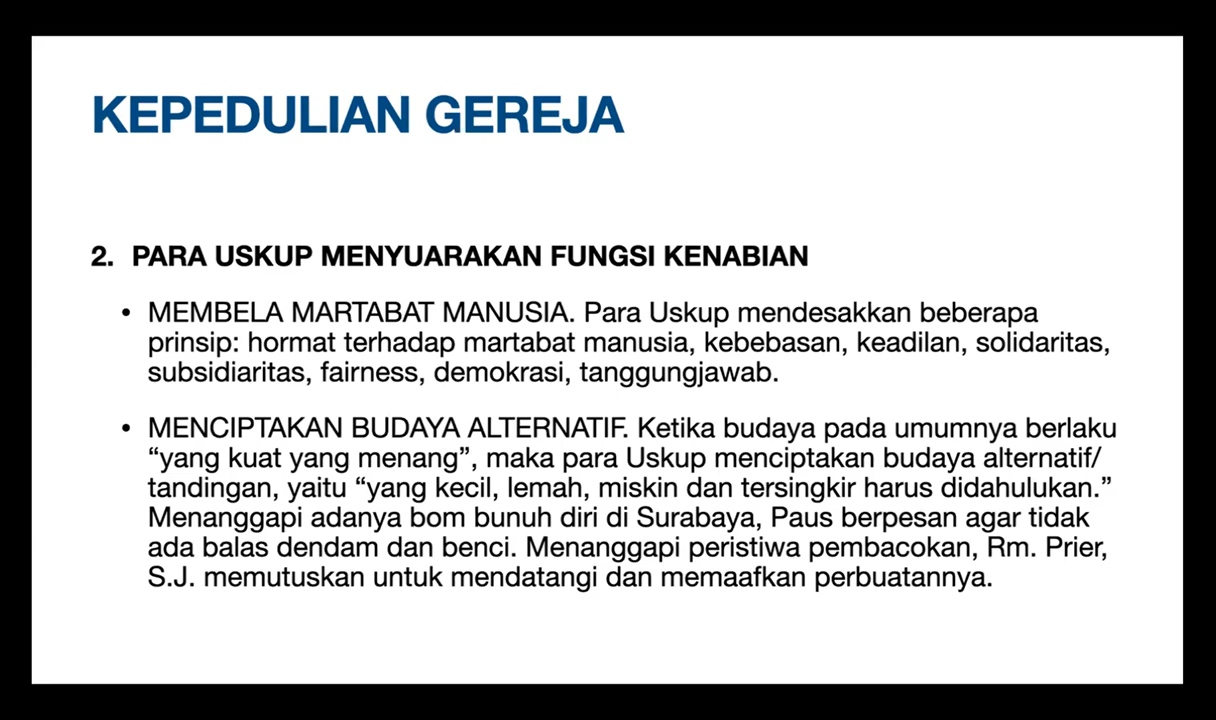 KEPEDULIAN GEREJA
2. PARA USKUP MENYUARAKAN FUNGSI KENABIAN
• MEMBELA MARTABAT MANUSIA. Para Uskup mendesakkan beberapa
prinsip: hormat terhadap martabat manusia, kebebasan, keadilan, solidaritas,
subsidiaritas, fairness, demokrasi, tanggungjawab.
• MENCIPTAKAN BUDAYA ALTERNATIF. Ketika budaya pada umumnya berlaku
“yang kuat yang menang”, maka para Uskup menciptakan budaya alternatif/
tandingan, yaitu “yang kecil, lemah, miskin dan tersingkir harus didahulukan.”
Menanggapi adanya bom bunuh diri di Surabaya, Paus berpesan agar tidak
ada balas dendam dan benci. Menanggapi peristiwa pembacokan, Rm. Prier,
S.J. memutuskan untuk mendatangi dan memaafkan perbuatannya.